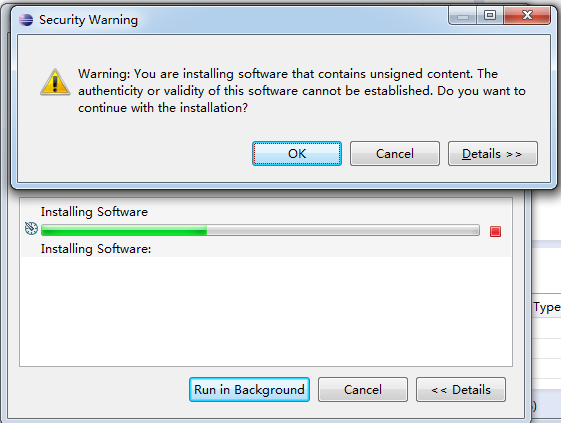 Security Warning
Warning: You are installing software that contains unsigned content. The
authenticity or validity of this software cannot be established. Do you want to
continue with the installation?
OK
Cancel
Details >>
Installing Software
Installing Software:
Type
Run in Background
Cancel
<< Details
)